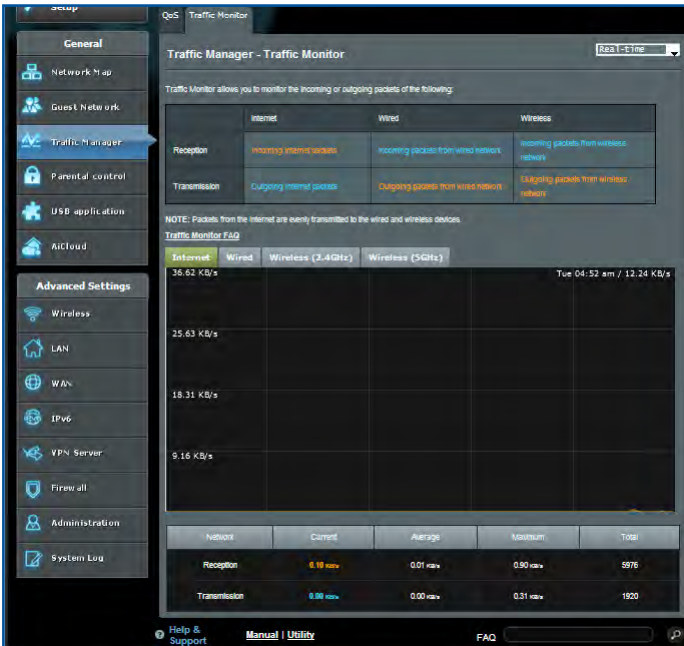 Setup
QoS Traffic Monitor
General
Network Map
Guest Network
Traffic Manager
Parental control
USB application
AiCloud
Advanced Settings
Wireless
LAN
WAN
IPv6
VPN Server
Firewall
Administration
System Log
Traffic Manager - Traffic Monitor
Real-time
Traffic Monitor allows you to monitor the incoming or outgoing packets of the following:
Internet Wired Wireless
Reception Incoming internet packets Incoming packets from wired network Incoming packets from wireless network
Transmission Outgoing internet packets Outgoing packets from wired network Outgoing packets from wireless network
NOTE: Packets from the Internet are evenly transmitted to the wired and wireless devices.
Traffic Monitor FAQ
Internet Wired Wireless (2.4GHz) Wireless (5GHz)
36.62 KB/s Tue 04:52 am / 12.24 KB/s
25.63 KB/s
18.31 KB/s
9.16 KB/s
Network Current Average Maximum Total
Reception 0.10 KB/s 0.01 KB/s 0.90 KB/s 5976
Transmission 0.00 KB/s 0.00 KB/s 0.31 KB/s 1920
Help & Support Manual | Utility FAQ